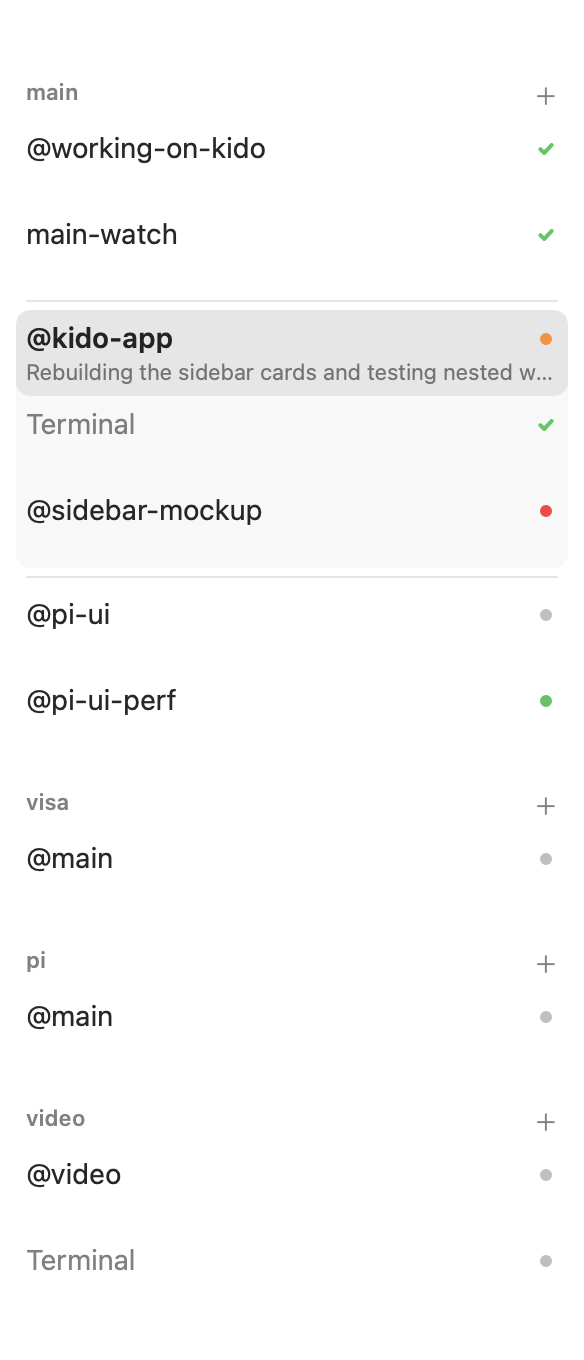 main
@working-on-kido
main-watch
@kido-app
Rebuilding the sidebar cards and testing nested w...
Terminal
@sidebar-mockup
@pi-ui
@pi-ui-perf
visa
@main
pi
@main
video
@video
Terminal